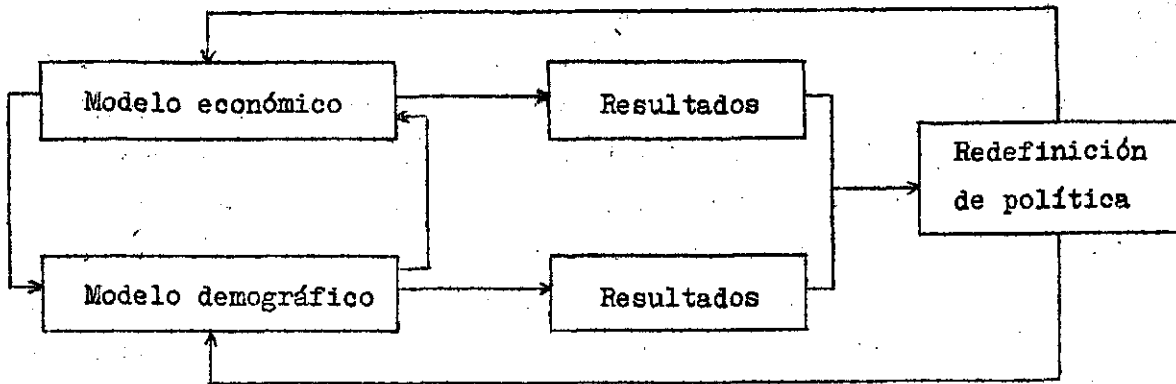 Modelo económico
Resultados
Redefinición
de política
Modelo demográfico
Resultados